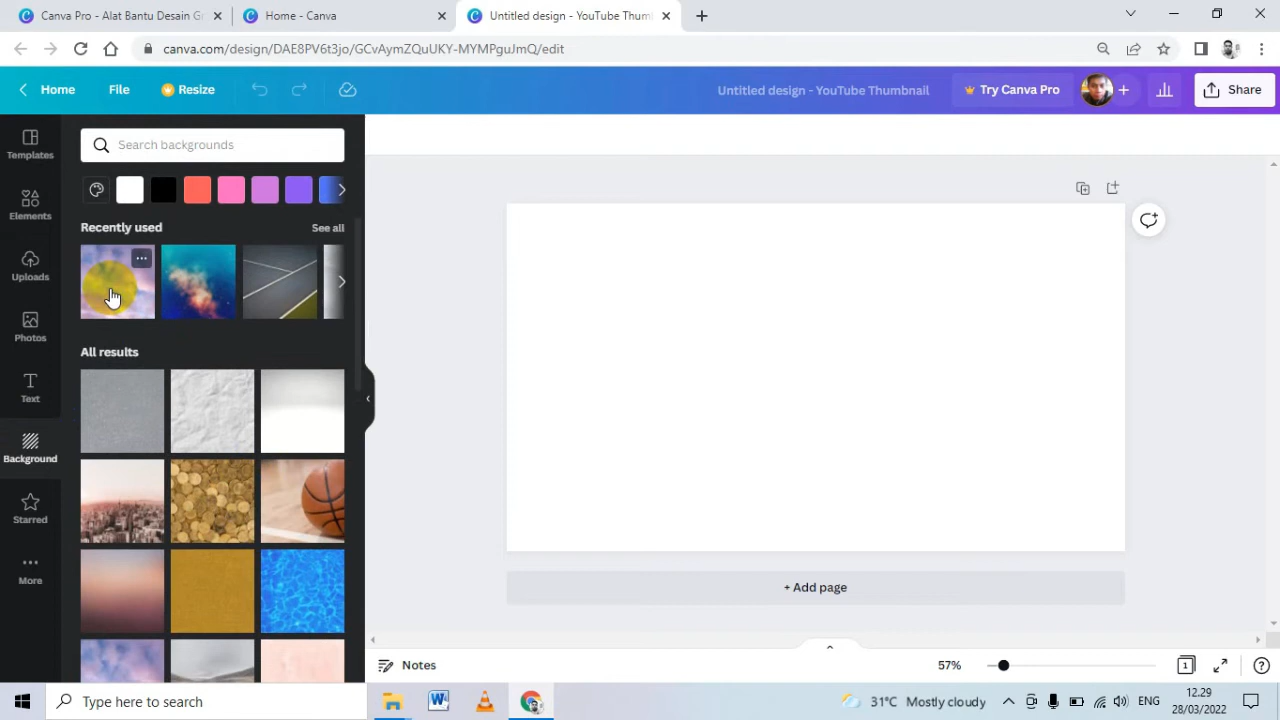 Canva Pro - Alat Bantu Desain Gr
Home - Canva
Untitled design - YouTube Thumb
canva.com/design/DAE8PV6t3jo/GCvAymZQuUKY-MYMPguJmQ/edit
Home
File
Resize
Untitled design - YouTube Thumbnail
Try Canva Pro
Share
Templates
Elements
Uploads
Photos
Text
Background
Starred
More
Search backgrounds
Recently used
See all
All results
+ Add page
Notes
57%
1
Type here to search
31°C Mostly cloudy
ENG
12.29
28/03/2022